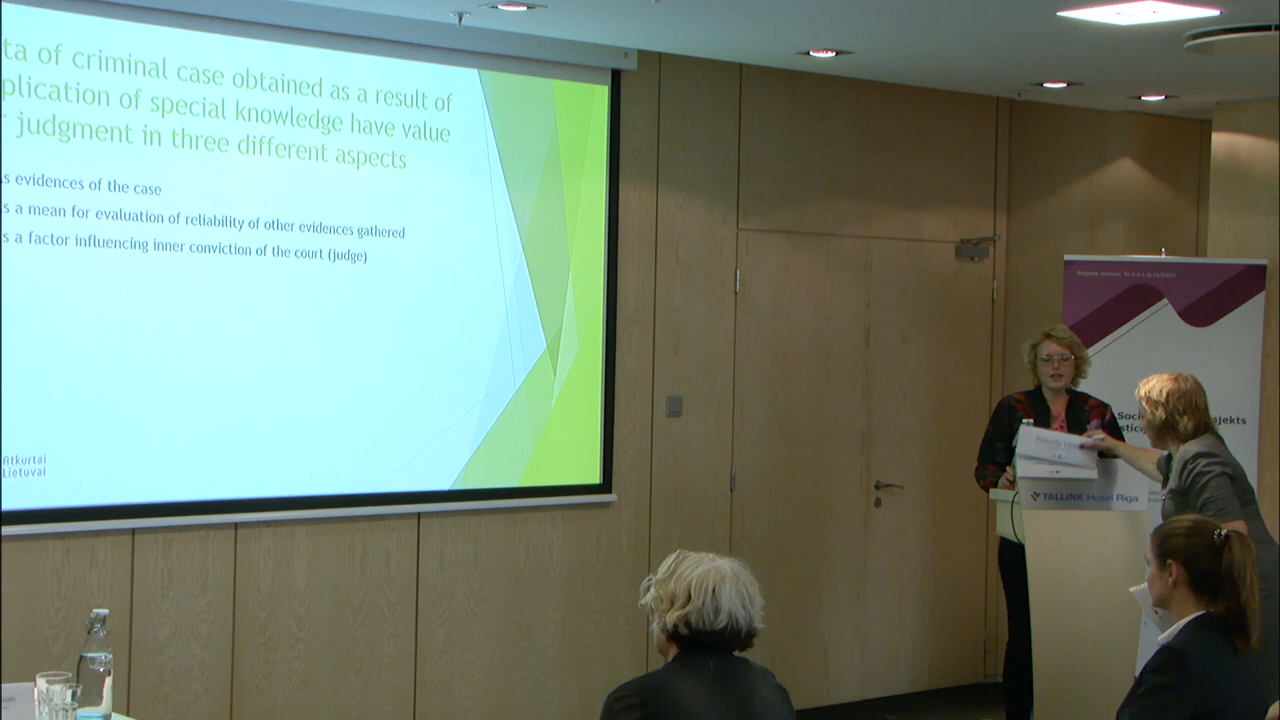 ta of criminal case obtained as a result of
plication of special knowledge have value
judgment in three different aspects
s evidences of the case
s a mean for evaluation of reliability of other evidences gathered
s a factor influencing inner conviction of the court (judge)
Atkurtai
Lietuvai
TALLINK Hotel Riga